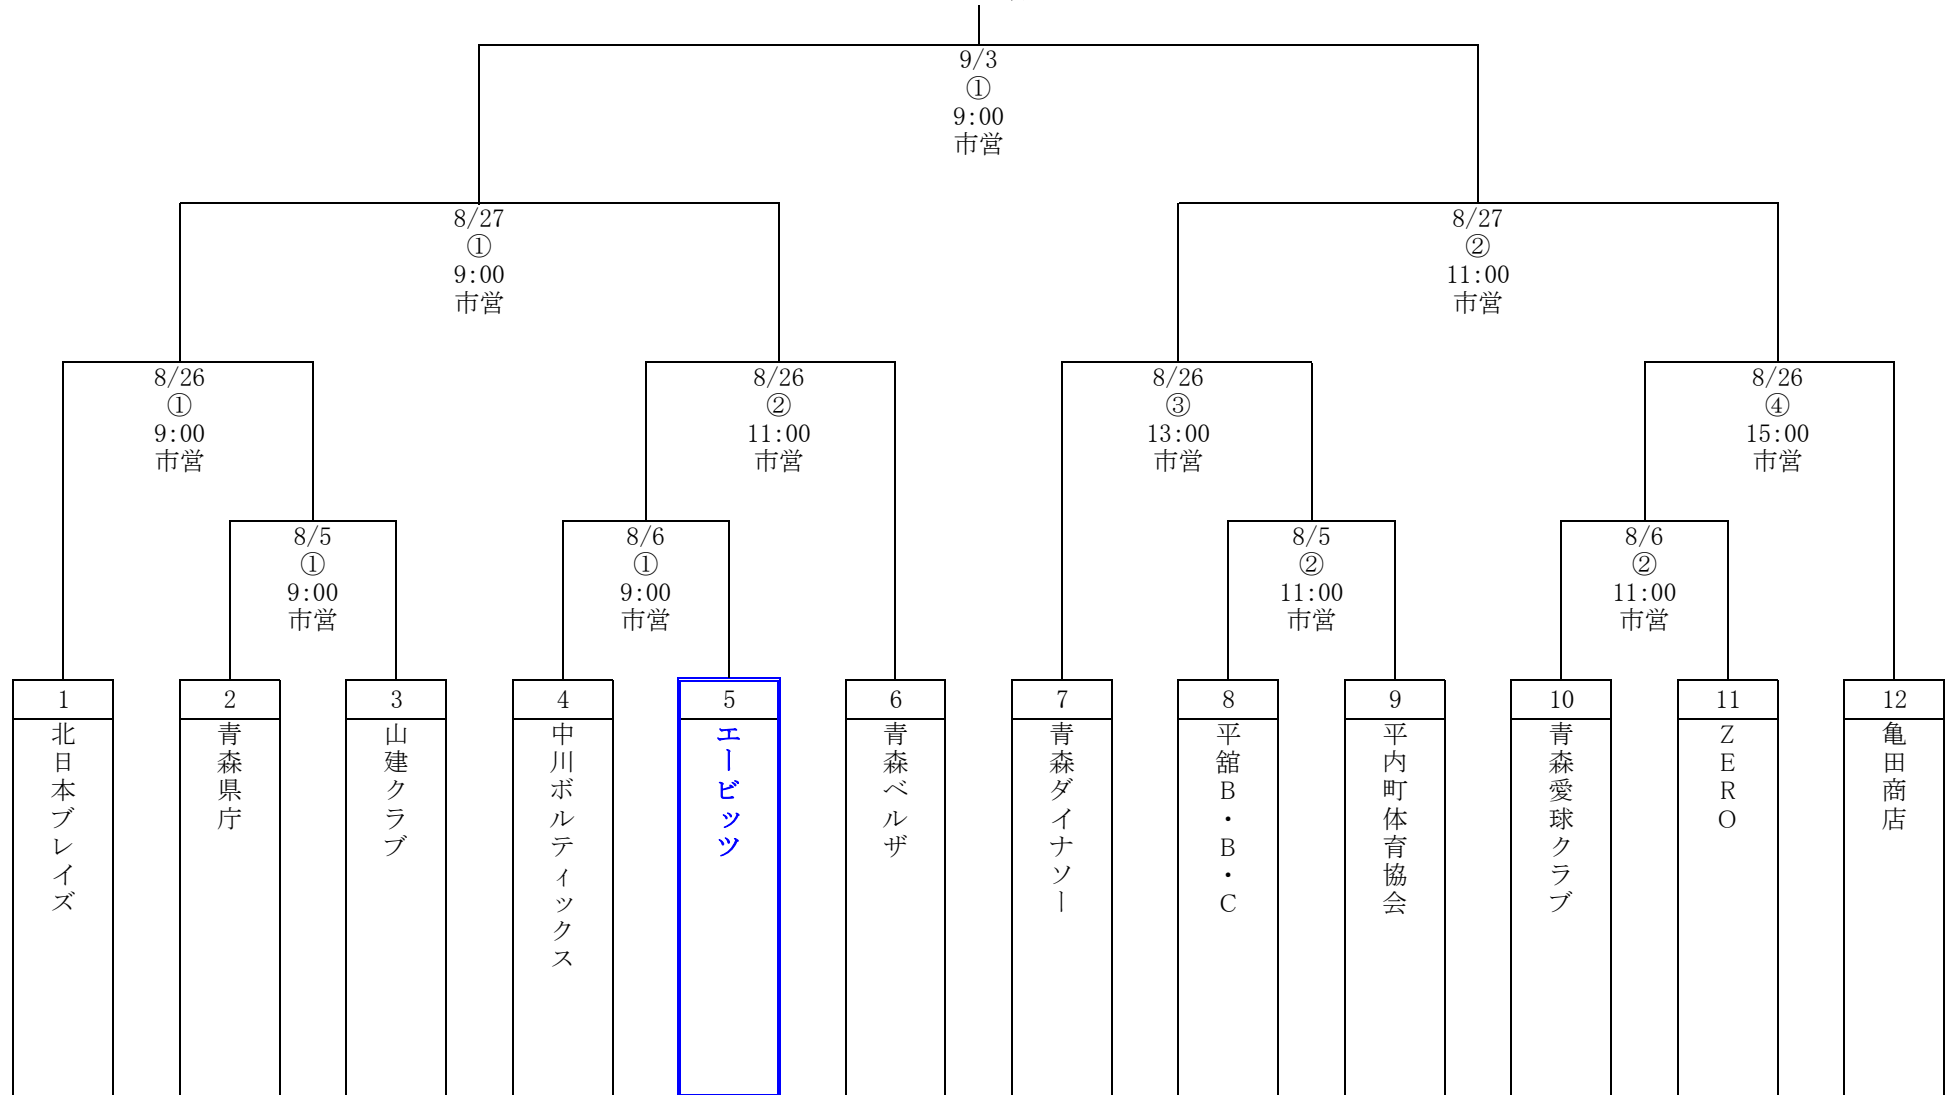 9/3
①
9:00
市営
8/27
①
9:00
市営
8/27
②
11:00
市営
8/26
①
9:00
市営
8/26
②
11:00
市営
8/26
③
13:00
市営
8/26
④
15:00
市営
8/5
①
9:00
市営
8/6
①
9:00
市営
8/5
②
11:00
市営
8/6
②
11:00
市営
1
北日本ブレイズ
2
青森県庁
3
山建クラブ
4
中川ボルティックス
5
エービッツ
6
青森ベルザ
7
青森ダイナソー
8
平舘B・B・C
9
平内町体育協会
10
青森愛球クラブ
11
ZERO
12
亀田商店